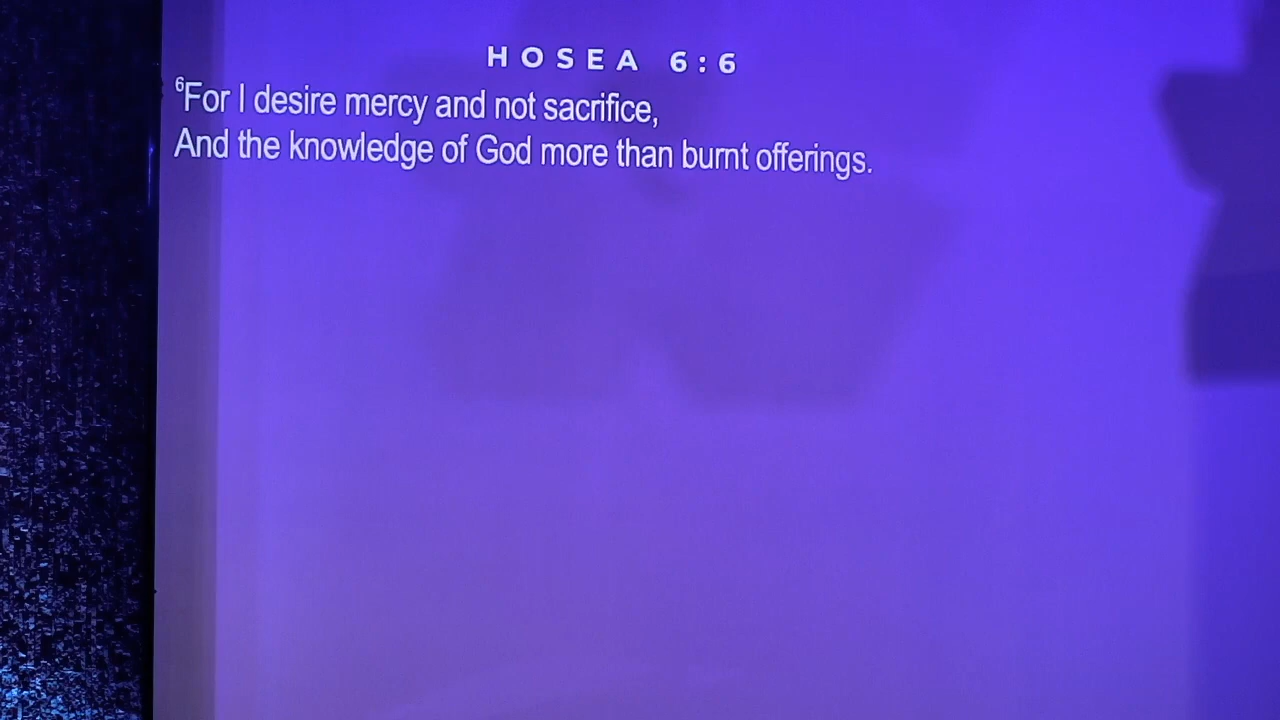 HOSEA 6:6
⁶For I desire mercy and not sacrifice,
And the knowledge of God more than burnt offerings.